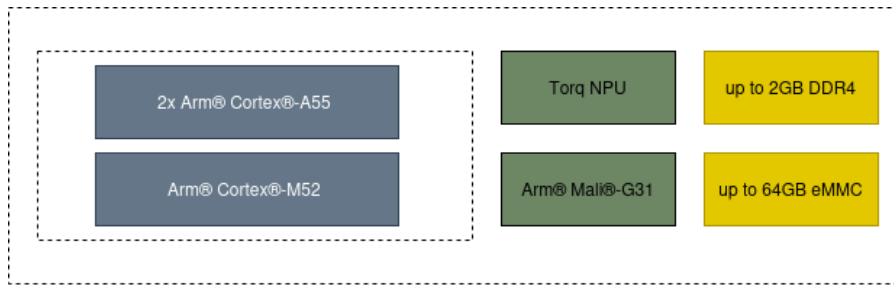 2x Arm® Cortex®-A55
Arm® Cortex®-M52
Torq NPU
Arm® Mali®-G31
up to 2GB DDR4
up to 64GB eMMC